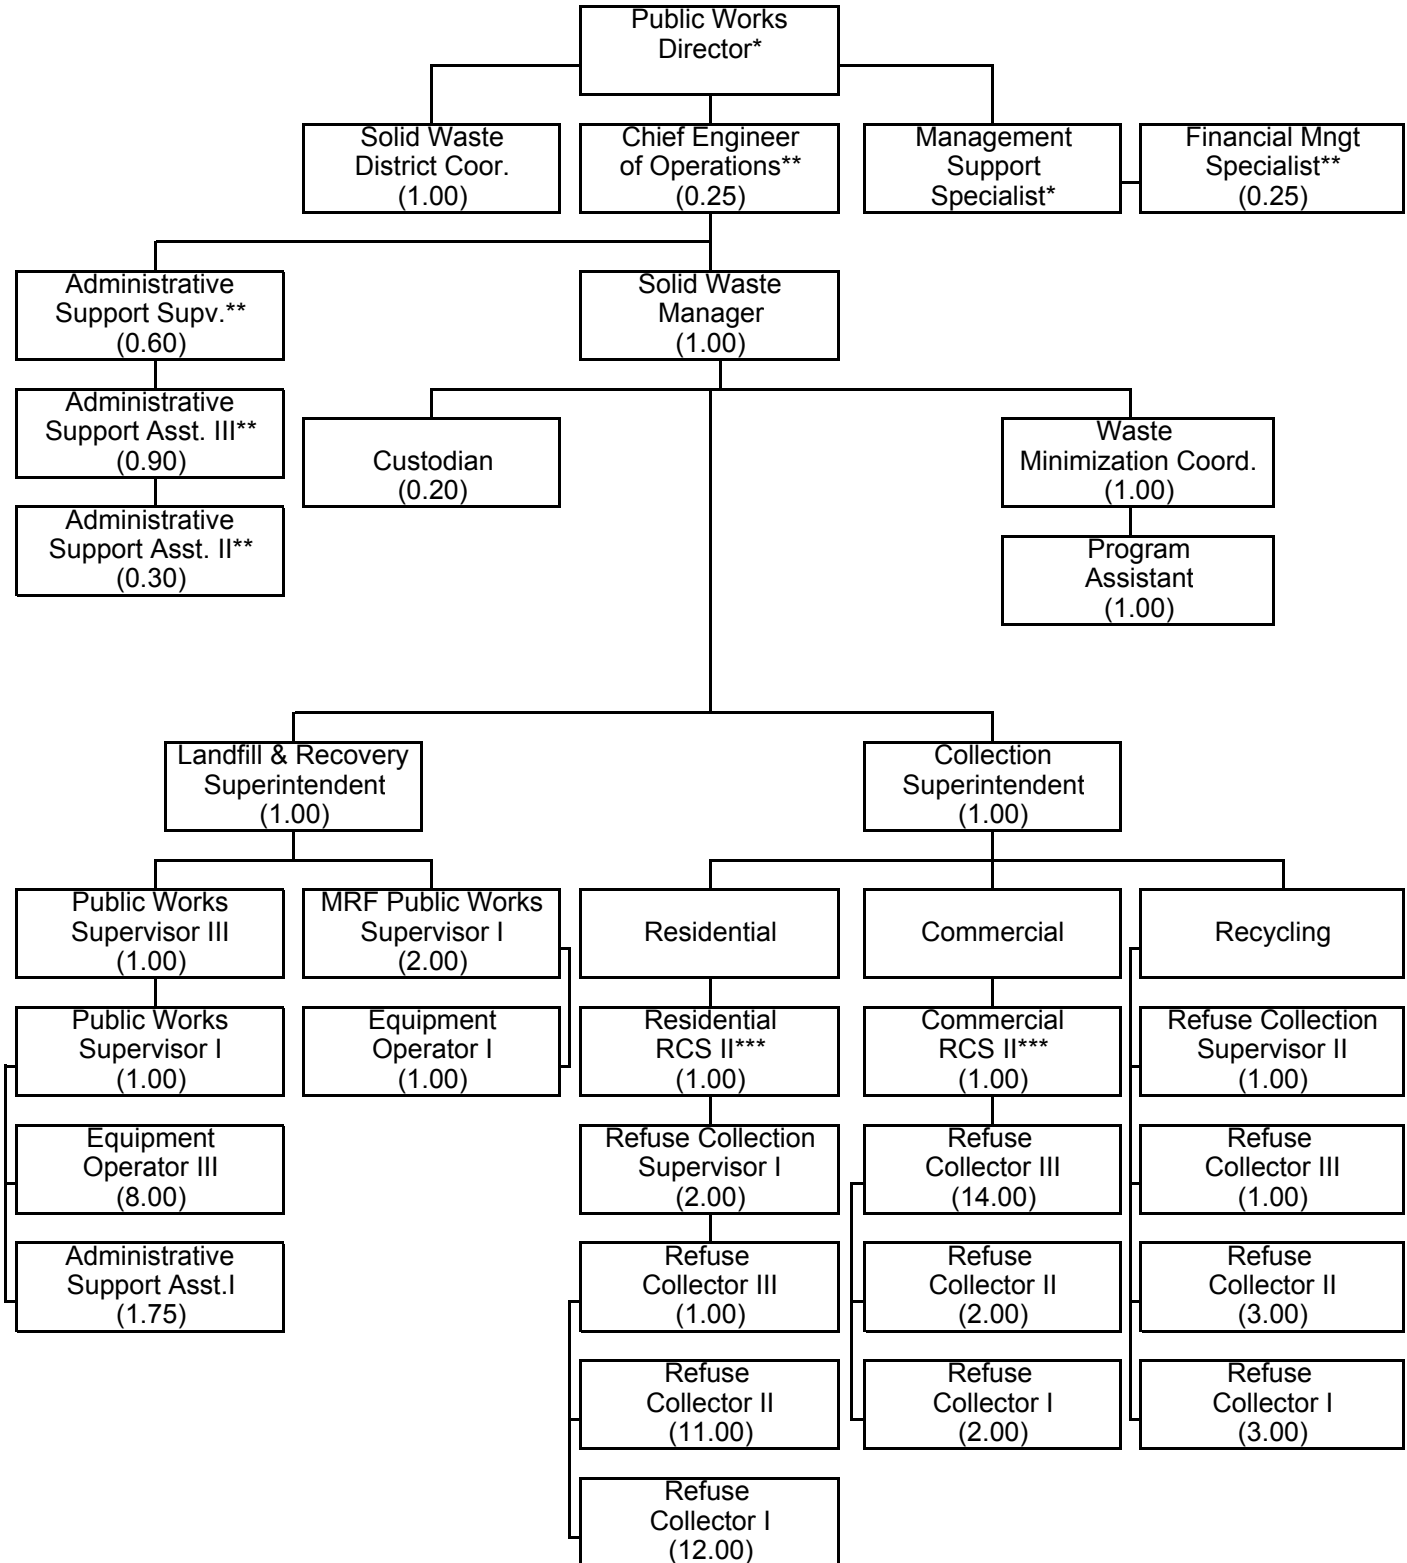 Public Works
Director*
Solid Waste
District Coor.
(1.00)
Chief Engineer
of Operations**
(0.25)
Management
Support
Specialist*
Financial Mngt
Specialist**
(0.25)
Administrative
Support Supv.**
(0.60)
Solid Waste
Manager
(1.00)
Administrative
Support Asst. III**
(0.90)
Custodian
(0.20)
Waste
Minimization Coord.
(1.00)
Administrative
Support Asst. II**
(0.30)
Program
Assistant
(1.00)
Landfill & Recovery
Superintendent
(1.00)
Collection
Superintendent
(1.00)
Public Works
Supervisor III
(1.00)
MRF Public Works
Supervisor I
(2.00)
Residential
Commercial
Recycling
Public Works
Supervisor I
(1.00)
Equipment
Operator I
(1.00)
Residential
RCS II***
(1.00)
Commercial
RCS II***
(1.00)
Refuse Collection
Supervisor II
(1.00)
Equipment
Operator III
(8.00)
Refuse Collection
Supervisor I
(2.00)
Refuse
Collector III
(14.00)
Refuse
Collector III
(1.00)
Administrative
Support Asst.I
(1.75)
Refuse
Collector III
(1.00)
Refuse
Collector II
(2.00)
Refuse
Collector II
(3.00)
Refuse
Collector II
(11.00)
Refuse
Collector I
(2.00)
Refuse
Collector I
(3.00)
Refuse
Collector I
(12.00)